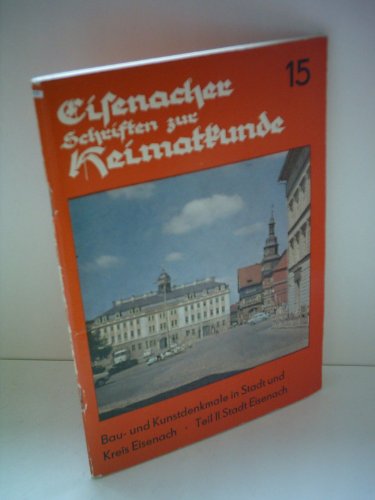 15
Eisenacher
Schriften zur
Heimatkunde
Bau- und Kunstdenkmale in Stadt und
Kreis Eisenach · Teil II Stadt Eisenach